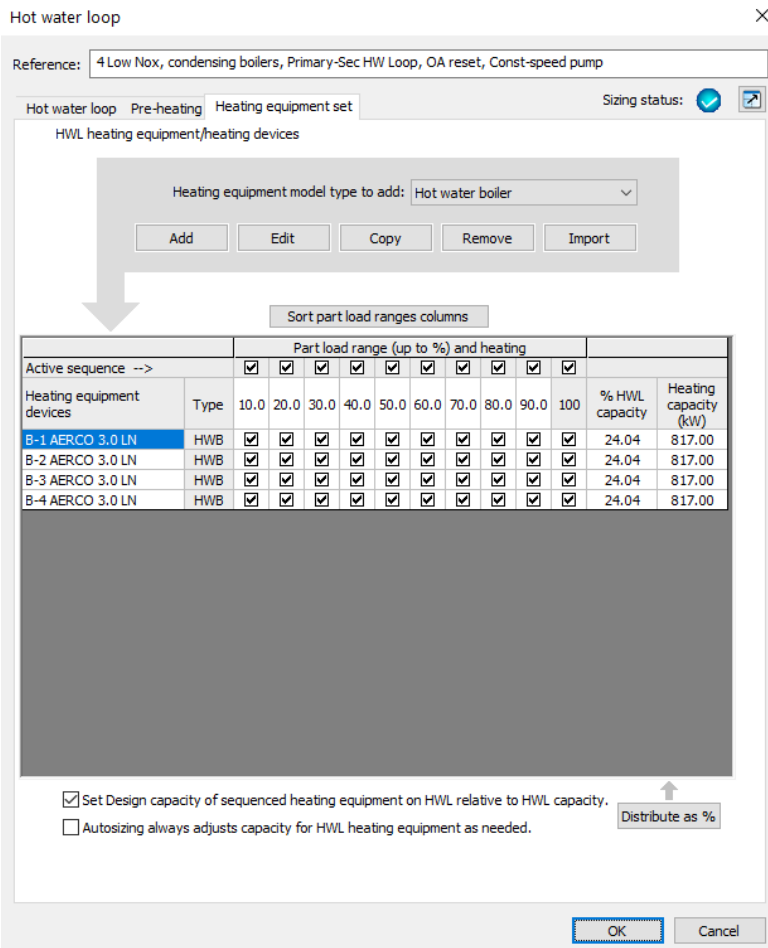 Hot water loop
Reference: 4 Low Nox, condensing boilers, Primary-Sec HW Loop, OA reset, Const-speed pump
Hot water loop Pre-heating Heating equipment set Sizing status:
HWL heating equipment/heating devices
Heating equipment model type to add: Hot water boiler
Add Edit Copy Remove Import
Sort part load ranges columns
Part load range (up to %) and heating
Active sequence -->
Heating equipment devices Type 10.0 20.0 30.0 40.0 50.0 60.0 70.0 80.0 90.0 100 % HWL capacity Heating capacity (kW)
B-1 AERCO 3.0 LN HWB 24.04 817.00
B-2 AERCO 3.0 LN HWB 24.04 817.00
B-3 AERCO 3.0 LN HWB 24.04 817.00
B-4 AERCO 3.0 LN HWB 24.04 817.00
Set Design capacity of sequenced heating equipment on HWL relative to HWL capacity.
Distribute as %
Autosizing always adjusts capacity for HWL heating equipment as needed.
OK Cancel